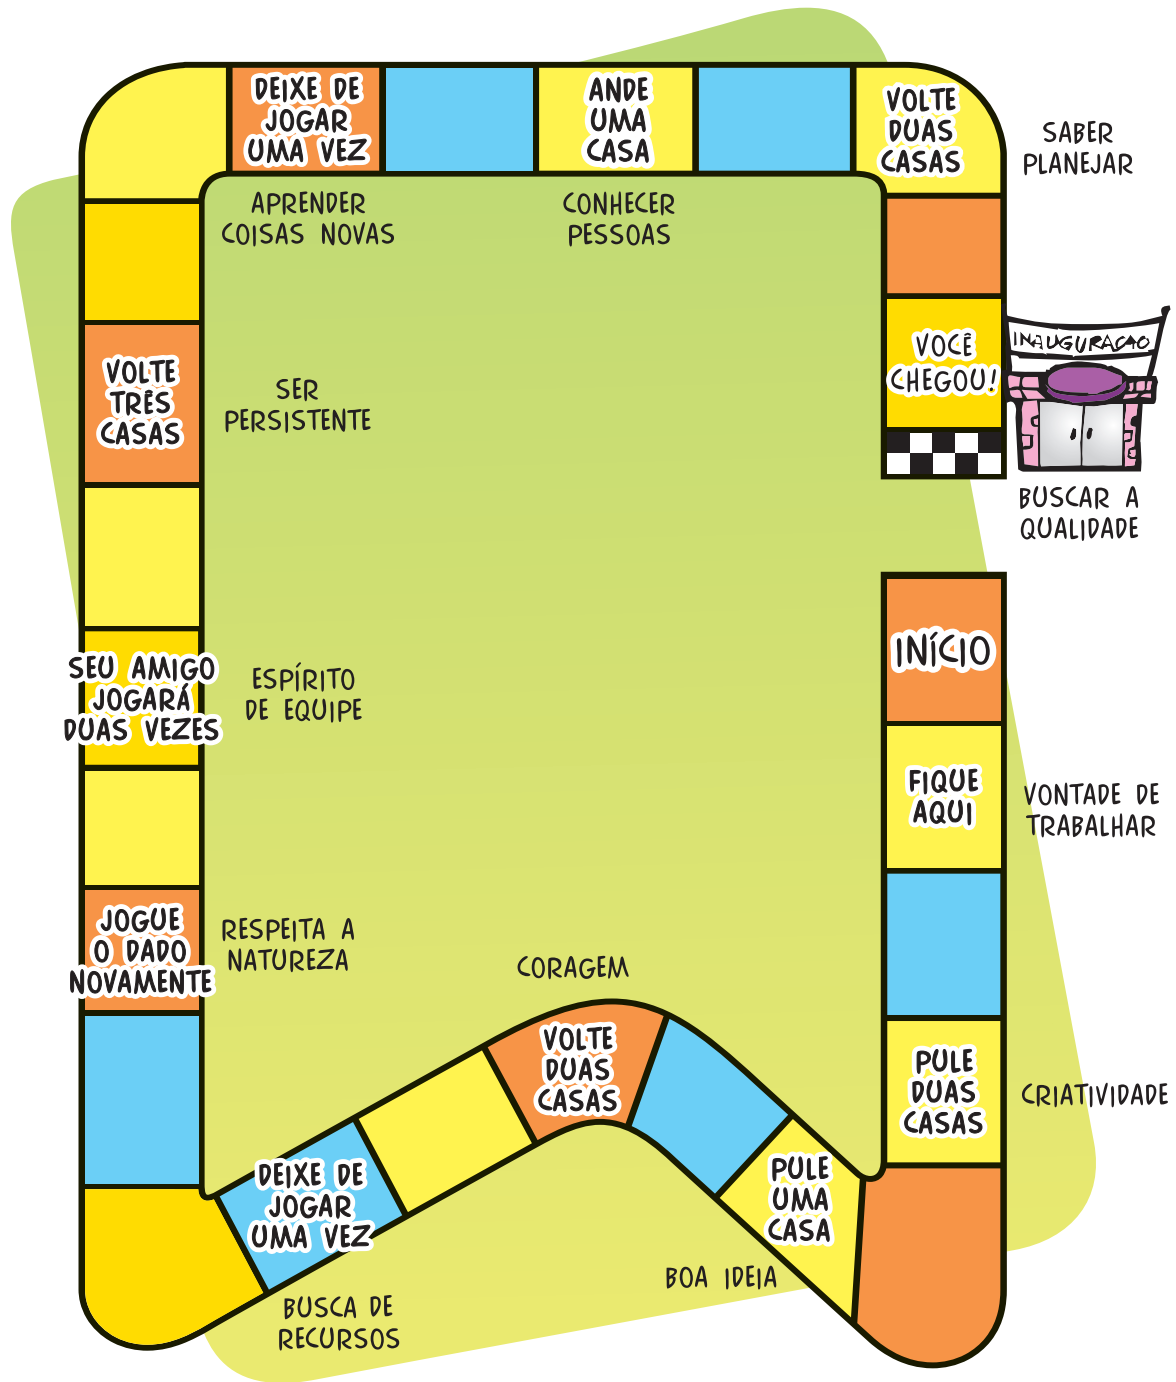 DEIXE DE
JOGAR
UMA VEZ
ANDE
UMA
CASA
VOLTE
DUAS
CASAS
SABER
PLANEJAR
APRENDER
COISAS NOVAS
CONHECER
PESSOAS
VOLTE
TRÊS
CASAS
SER
PERSISTENTE
VOCÊ
CHEGOU!
INAUGURAÇAO
BUSCAR A
QUALIDADE
SEU AMIGO
JOGARÁ
DUAS VEZES
ESPÍRITO
DE EQUIPE
INÍCIO
FIQUE
AQUI
VONTADE DE
TRABALHAR
JOGUE
O DADO
NOVAMENTE
RESPEITA A
NATUREZA
CORAGEM
VOLTE
DUAS
CASAS
PULE
DUAS
CASAS
CRIATIVIDADE
DEIXE DE
JOGAR
UMA VEZ
PULE
UMA
CASA
BOA IDEIA
BUSCA DE
RECURSOS